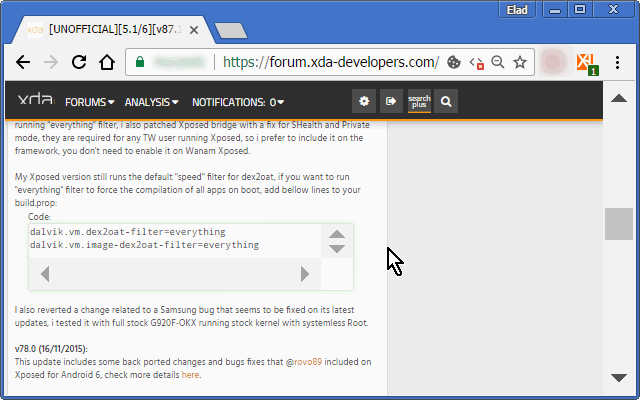 Elad
[UNOFFICIAL][5.1/6][v87.
https://forum.xda-developers.com/
1
xda
FORUMS ANALYSIS NOTIFICATIONS: 0
search
plus
running "everything" filter, i also patched Xposed bridge with a fix for SHealth and Private
mode, they are required for any TW user running Xposed, so i prefer to include it on the
framework, you don't need to enable it on Wanam Xposed.
My Xposed version still runs the default "speed" filter for dex2oat, if you want to run
"everything" filter to force the compilation of all apps on boot, add bellow lines to your
build.prop:
Code:
dalvik.vm.dex2oat-filter=everything
dalvik.vm.image-dex2oat-filter=everything
I also reverted a change related to a Samsung bug that seems to be fixed on its latest
updates, i tested it with full stock G920F-OKX running stock kernel with systemless Root.
v78.0 (16/11/2015):
This update includes some back ported changes and bugs fixes that @rovo89 included on
Xposed for Android 6, check more details here.